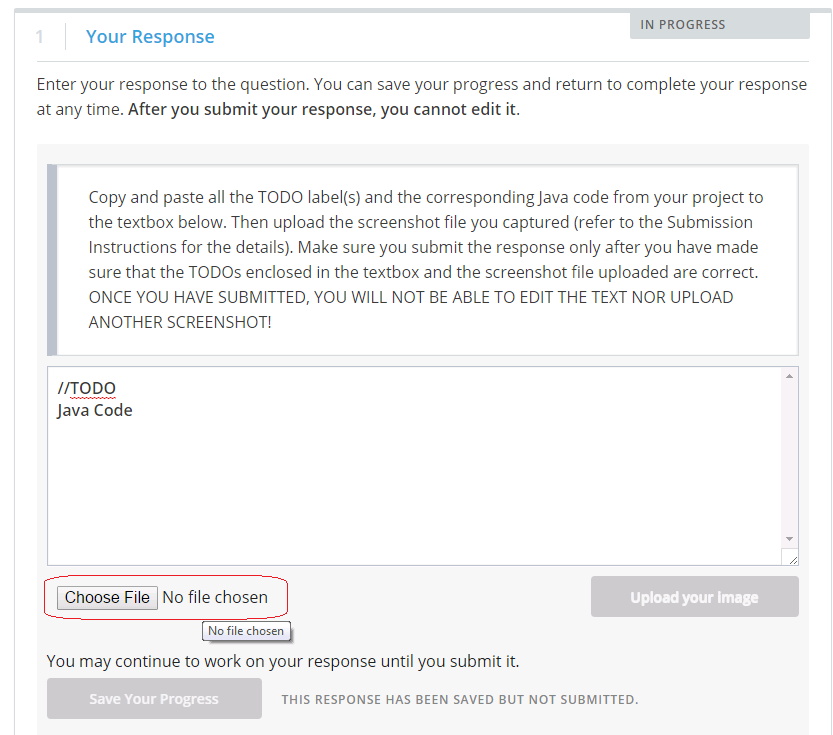 1 Your Response
IN PROGRESS
Enter your response to the question. You can save your progress and return to complete your response
at any time. After you submit your response, you cannot edit it.
Copy and paste all the TODO label(s) and the corresponding Java code from your project to
the textbox below. Then upload the screenshot file you captured (refer to the Submission
Instructions for the details). Make sure you submit the response only after you have made
sure that the TODOs enclosed in the textbox and the screenshot file uploaded are correct.
ONCE YOU HAVE SUBMITTED, YOU WILL NOT BE ABLE TO EDIT THE TEXT NOR UPLOAD
ANOTHER SCREENSHOT!
//TODO
Java Code
Choose File No file chosen
Upload your image
No file chosen
You may continue to work on your response until you submit it.
Save Your Progress
THIS RESPONSE HAS BEEN SAVED BUT NOT SUBMITTED.